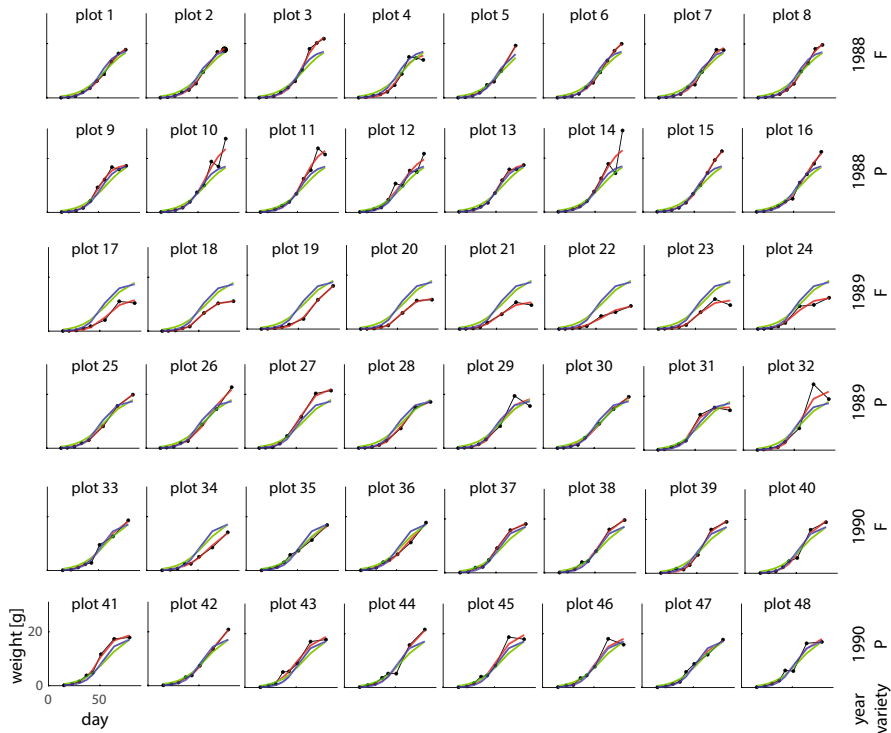 plot 1 plot 2 plot 3 plot 4 plot 5 plot 6 plot 7 plot 8
1988 F
plot 9 plot 10 plot 11 plot 12 plot 13 plot 14 plot 15 plot 16
1988 P
plot 17 plot 18 plot 19 plot 20 plot 21 plot 22 plot 23 plot 24
1989 F
plot 25 plot 26 plot 27 plot 28 plot 29 plot 30 plot 31 plot 32
1989 P
plot 33 plot 34 plot 35 plot 36 plot 37 plot 38 plot 39 plot 40
1990 F
plot 41 plot 42 plot 43 plot 44 plot 45 plot 46 plot 47 plot 48
1990 P
weight [g]
20
0
0 50
day
year variety